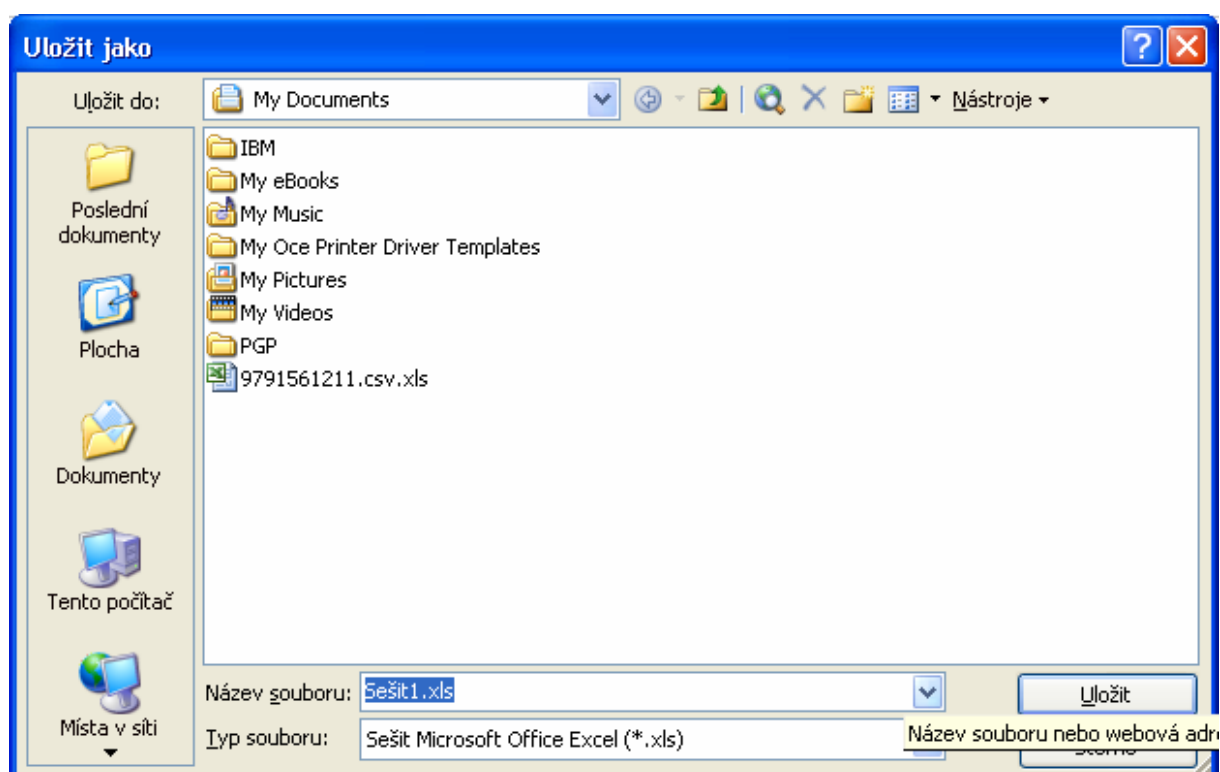 Uložit jako
Uložit do:
My Documents
Nástroje
IBM
My eBooks
My Music
My Oce Printer Driver Templates
My Pictures
My Videos
PGP
9791561211.csv.xls
Poslední
dokumenty
Plocha
Dokumenty
Tento počítač
Místa v síti
Název souboru:
Sešit1.xls
Uložit
Typ souboru:
Sešit Microsoft Office Excel (*.xls)
Název souboru nebo webová adre